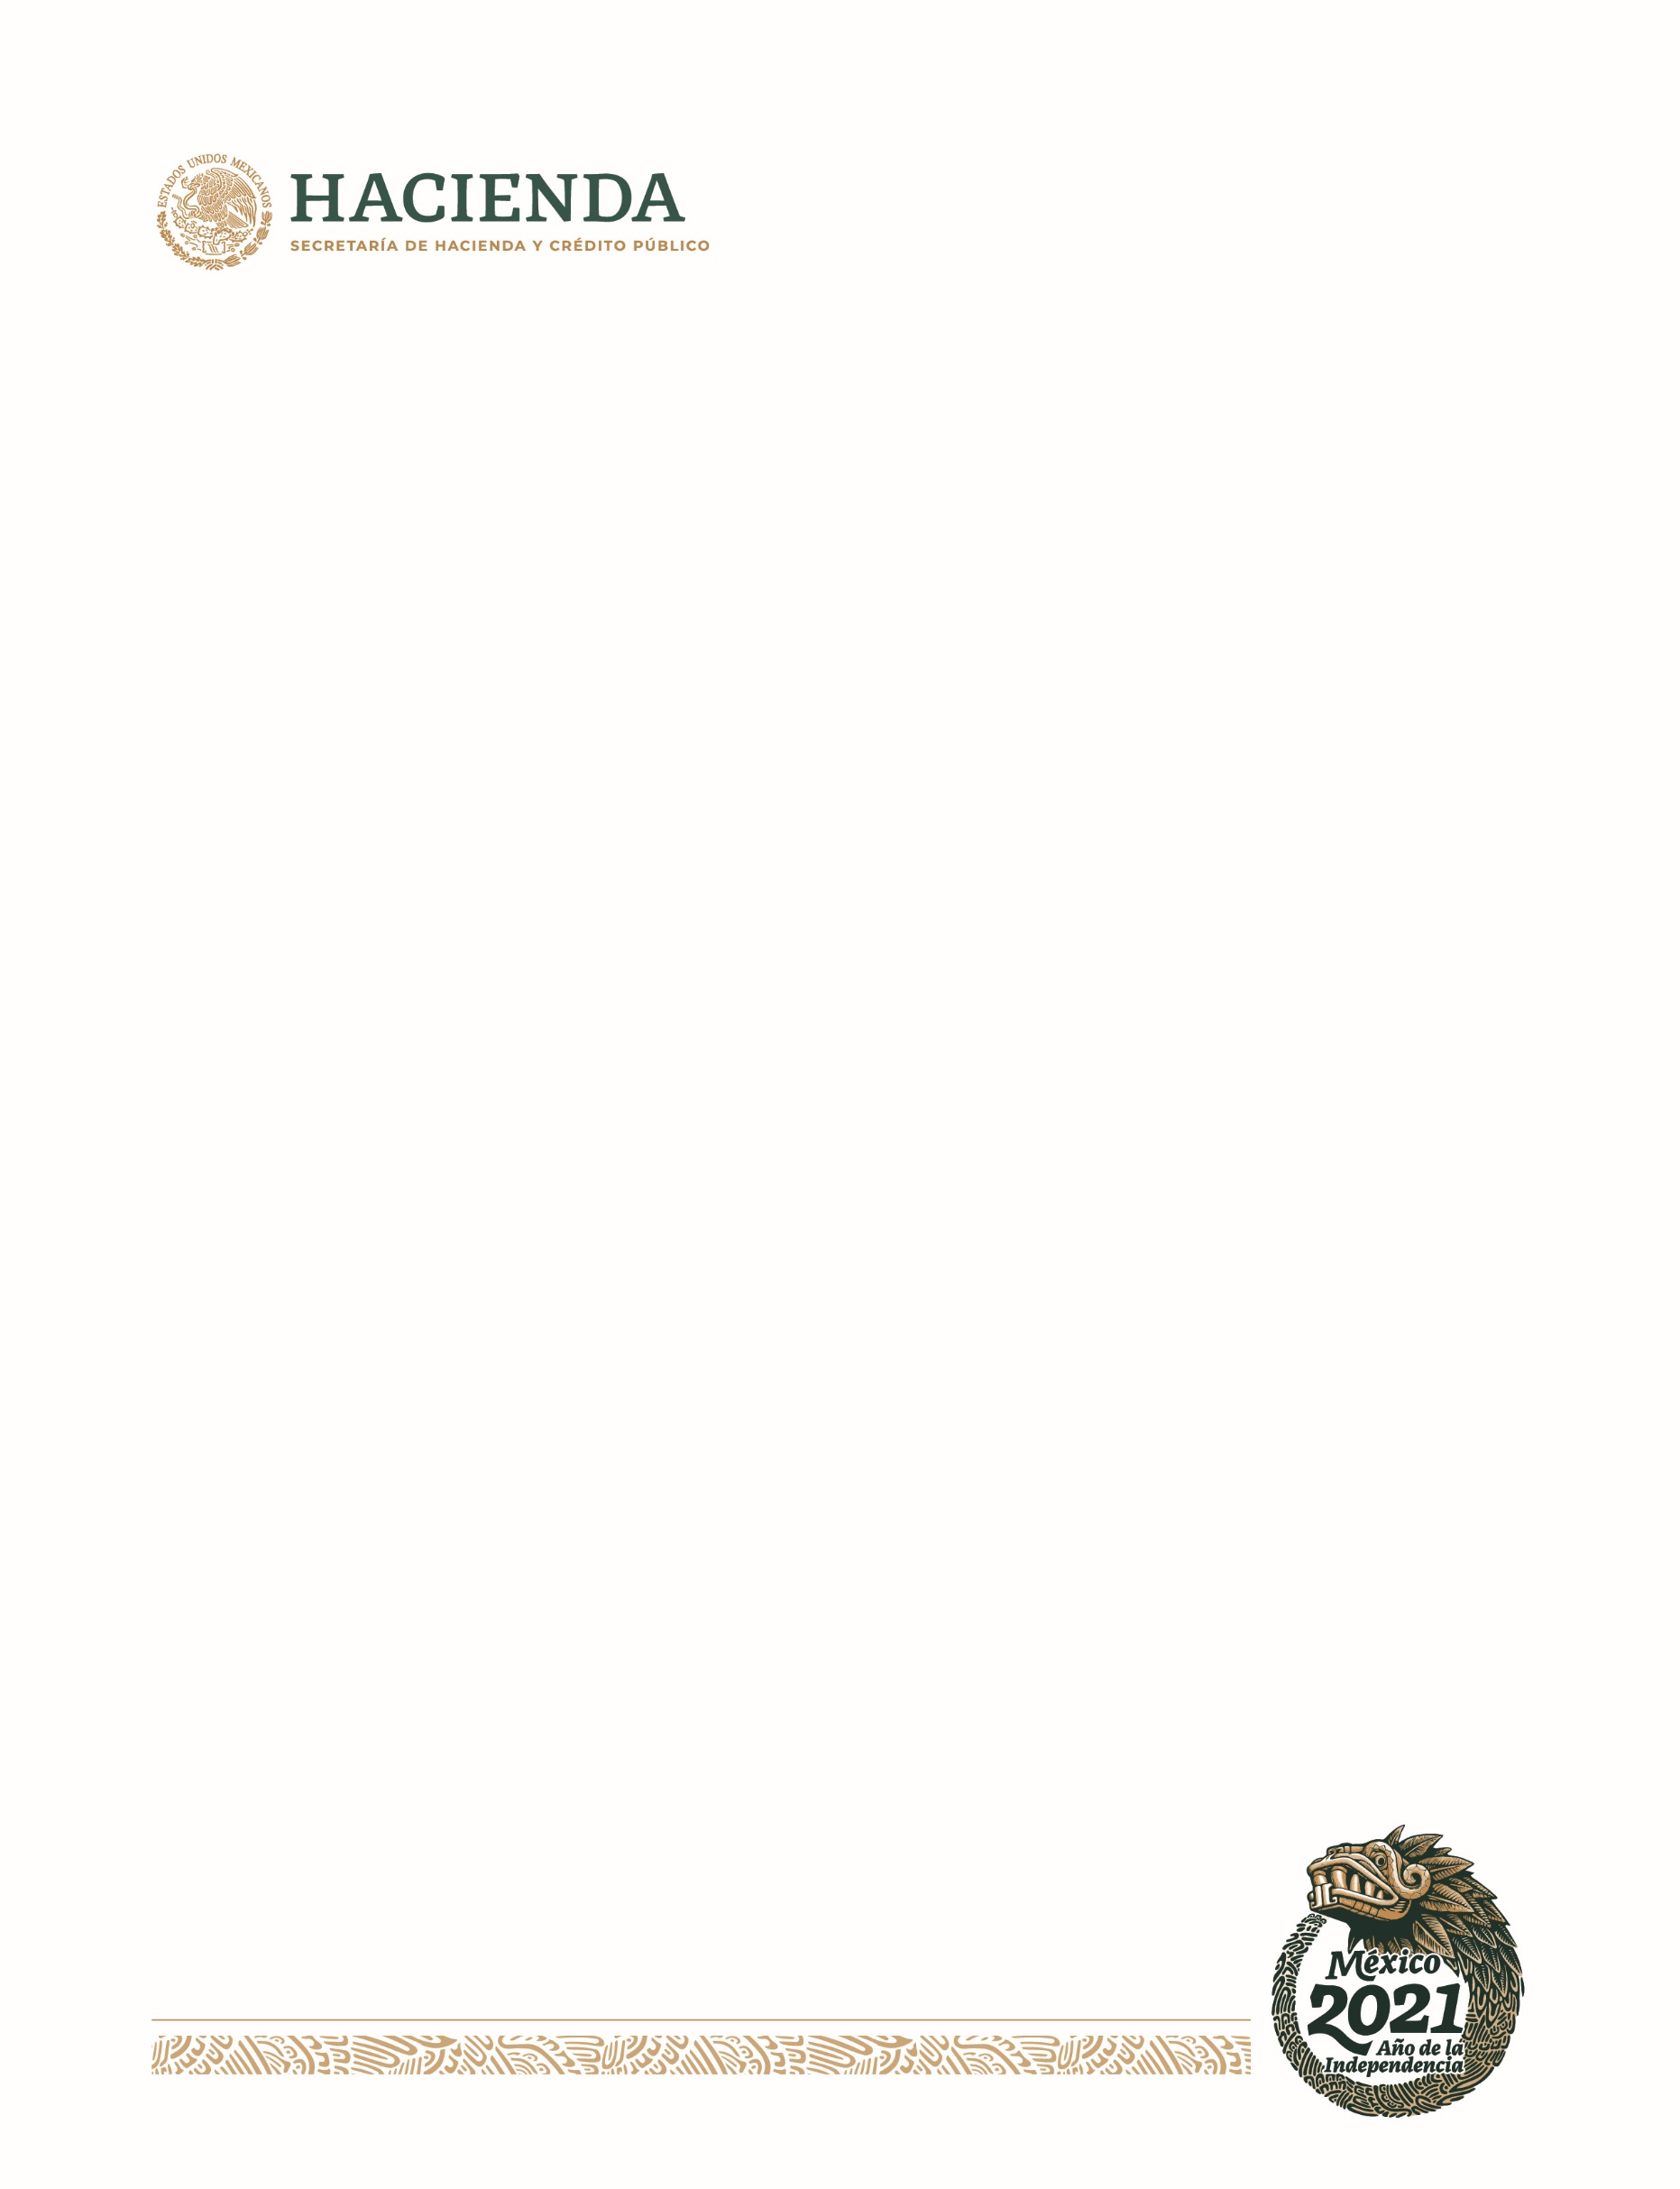 ESTADOS UNIDOS MEXICANOS
HACIENDA
SECRETARÍA DE HACIENDA Y CRÉDITO PÚBLICO
México
2021
Año de la
Independencia